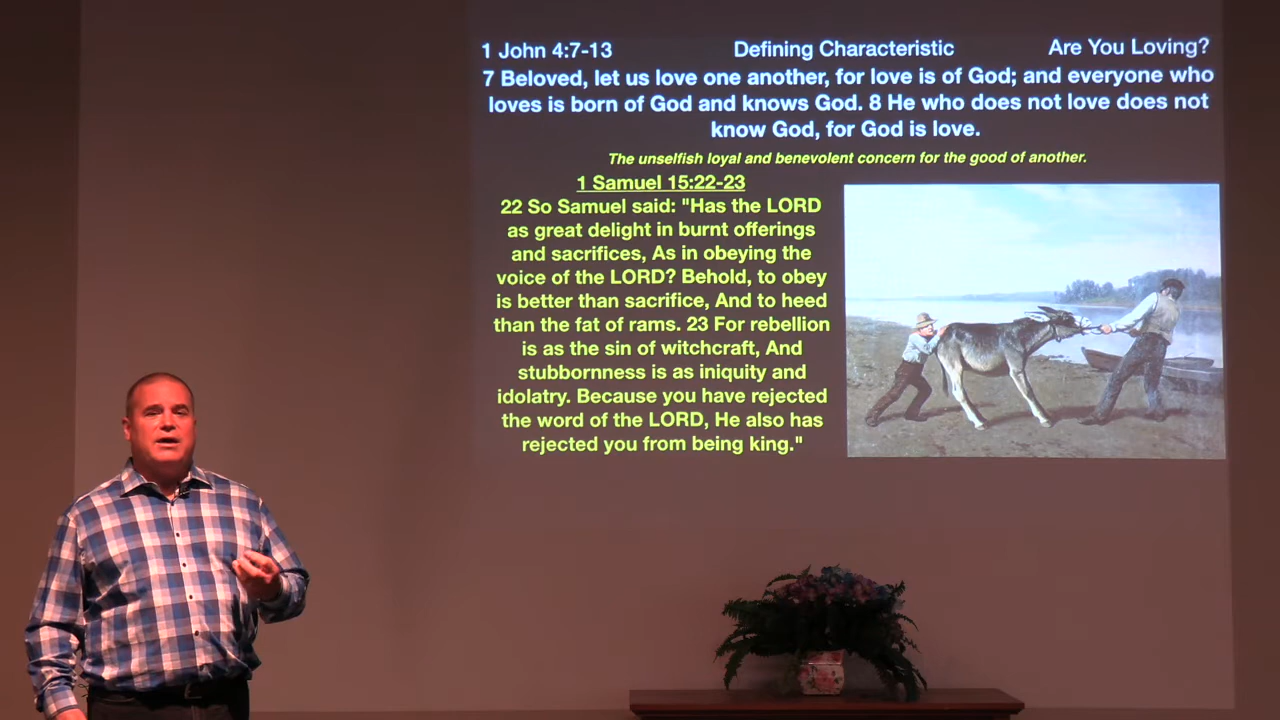 1 John 4:7-13 Defining Characteristic Are You Loving?
7 Beloved, let us love one another, for love is of God; and everyone who
loves is born of God and knows God. 8 He who does not love does not
know God, for God is love.
The unselfish loyal and benevolent concern for the good of another.
1 Samuel 15:22-23
22 So Samuel said: "Has the LORD
as great delight in burnt offerings
and sacrifices, As in obeying the
voice of the LORD? Behold, to obey
is better than sacrifice, And to heed
than the fat of rams. 23 For rebellion
is as the sin of witchcraft, And
stubbornness is as iniquity and
idolatry. Because you have rejected
the word of the LORD, He also has
rejected you from being king."